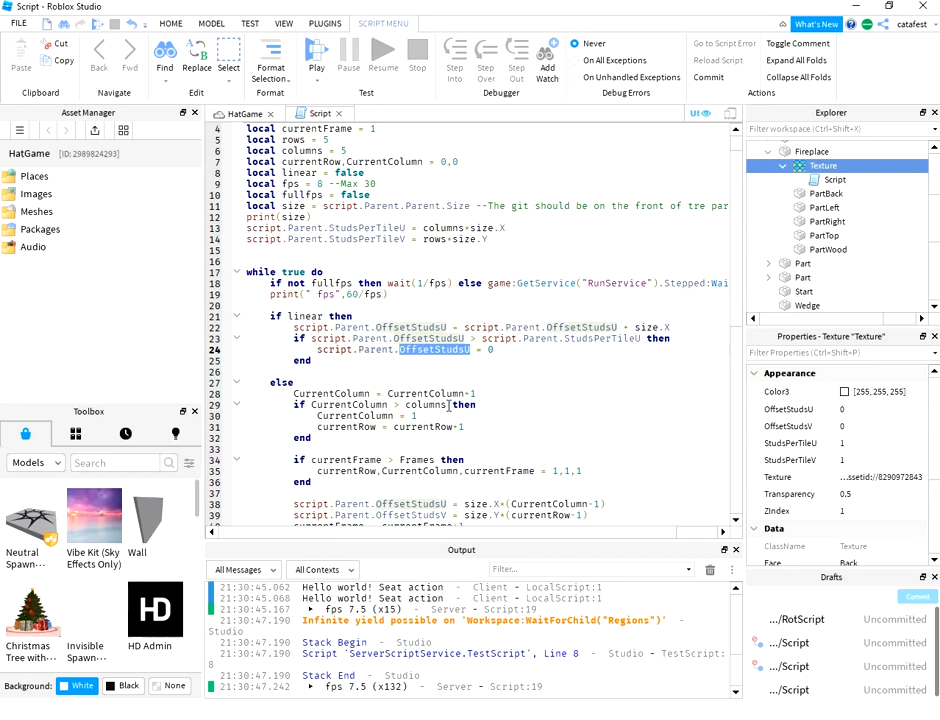 Script - Roblox Studio
FILE HOME MODEL TEST VIEW PLUGINS SCRIPT MENU What's New catafest
Paste Cut Copy Back Fwd Find Replace Select Format Selection Play Pause Resume Stop Step Into Step Over Step Out Add Watch
Never Go to Script Error Toggle Comment
On All Exceptions Reload Script Expand All Folds
On Unhandled Exceptions Commit Collapse All Folds
Clipboard Navigate Edit Format Test Debugger Debug Errors Actions
Asset Manager
HatGame [ID:2989824293]
Places
Images
Meshes
Packages
Audio
Toolbox
Models Search
Neutral Spawn...
Vibe Kit (Sky Effects Only)
Wall
Christmas Tree with...
Invisible Spawn...
HD
HD Admin
Background: White Black None
HatGame Script UI
4 local currentFrame = 1
5 local rows = 5
6 local columns = 5
7 local currentRow,CurrentColumn = 0,0
8 local linear = false
9 local fps = 8 --Max 30
10 local fullfps = false
11 local size = script.Parent.Parent.Size --The git should be on the front of tre par
12 print(size)
13 script.Parent.StudsPerTileU = columns*size.X
14 script.Parent.StudsPerTileV = rows*size.Y
15
16
17 while true do
18 if not fullfps then wait(1/fps) else game:GetService("RunService").Stepped:Wai
19 print(" fps",60/fps)
20
21 if linear then
22 script.Parent.OffsetStudsU = script.Parent.OffsetStudsU + size.X
23 if script.Parent.OffsetStudsU > script.Parent.StudsPerTileU then
24 script.Parent.OffsetStudsU = 0
25 end
26
27 else
28 CurrentColumn = CurrentColumn+1
29 if CurrentColumn > columns then
30 CurrentColumn = 1
31 currentRow = currentRow+1
32 end
33
34 if currentFrame > Frames then
35 currentRow,CurrentColumn,currentFrame = 1,1,1
36 end
37
38 script.Parent.OffsetStudsU = size.X*(CurrentColumn-1)
39 script.Parent.OffsetStudsV = size.Y*(currentRow-1)
Output
All Messages All Contexts Filter...
21:30:45.062 Hello world! Seat action - Client - LocalScript:1
21:30:45.068 Hello world! Seat action - Client - LocalScript:1
21:30:45.167 fps 7.5 (x15) - Server - Script:19
21:30:47.190 Infinite yield possible on 'Workspace:WaitForChild("Regions")' -
Studio
21:30:47.190 Stack Begin - Studio
21:30:47.190 Script 'ServerScriptService.TestScript', Line 8 - Studio - TestScript:
8
21:30:47.190 Stack End - Studio
21:30:47.242 fps 7.5 (x132) - Server - Script:19
Explorer
Filter workspace (Ctrl+Shift+X)
Fireplace
Texture
Script
PartBack
PartLeft
PartRight
PartTop
PartWood
Part
Part
Start
Wedge
Properties - Texture "Texture"
Filter Properties (Ctrl+Shift+P)
Appearance
Color3 [255, 255, 255]
OffsetStudsU 0
OffsetStudsV 0
StudsPerTileU 1
StudsPerTileV 1
Texture ...ssetid://8290972843
Transparency 0.5
ZIndex 1
Data
ClassName Texture
Face Back
Drafts
Commit
.../RotScript Uncommitted
.../Script Uncommitted
.../Script Uncommitted
.../Script Uncommitted